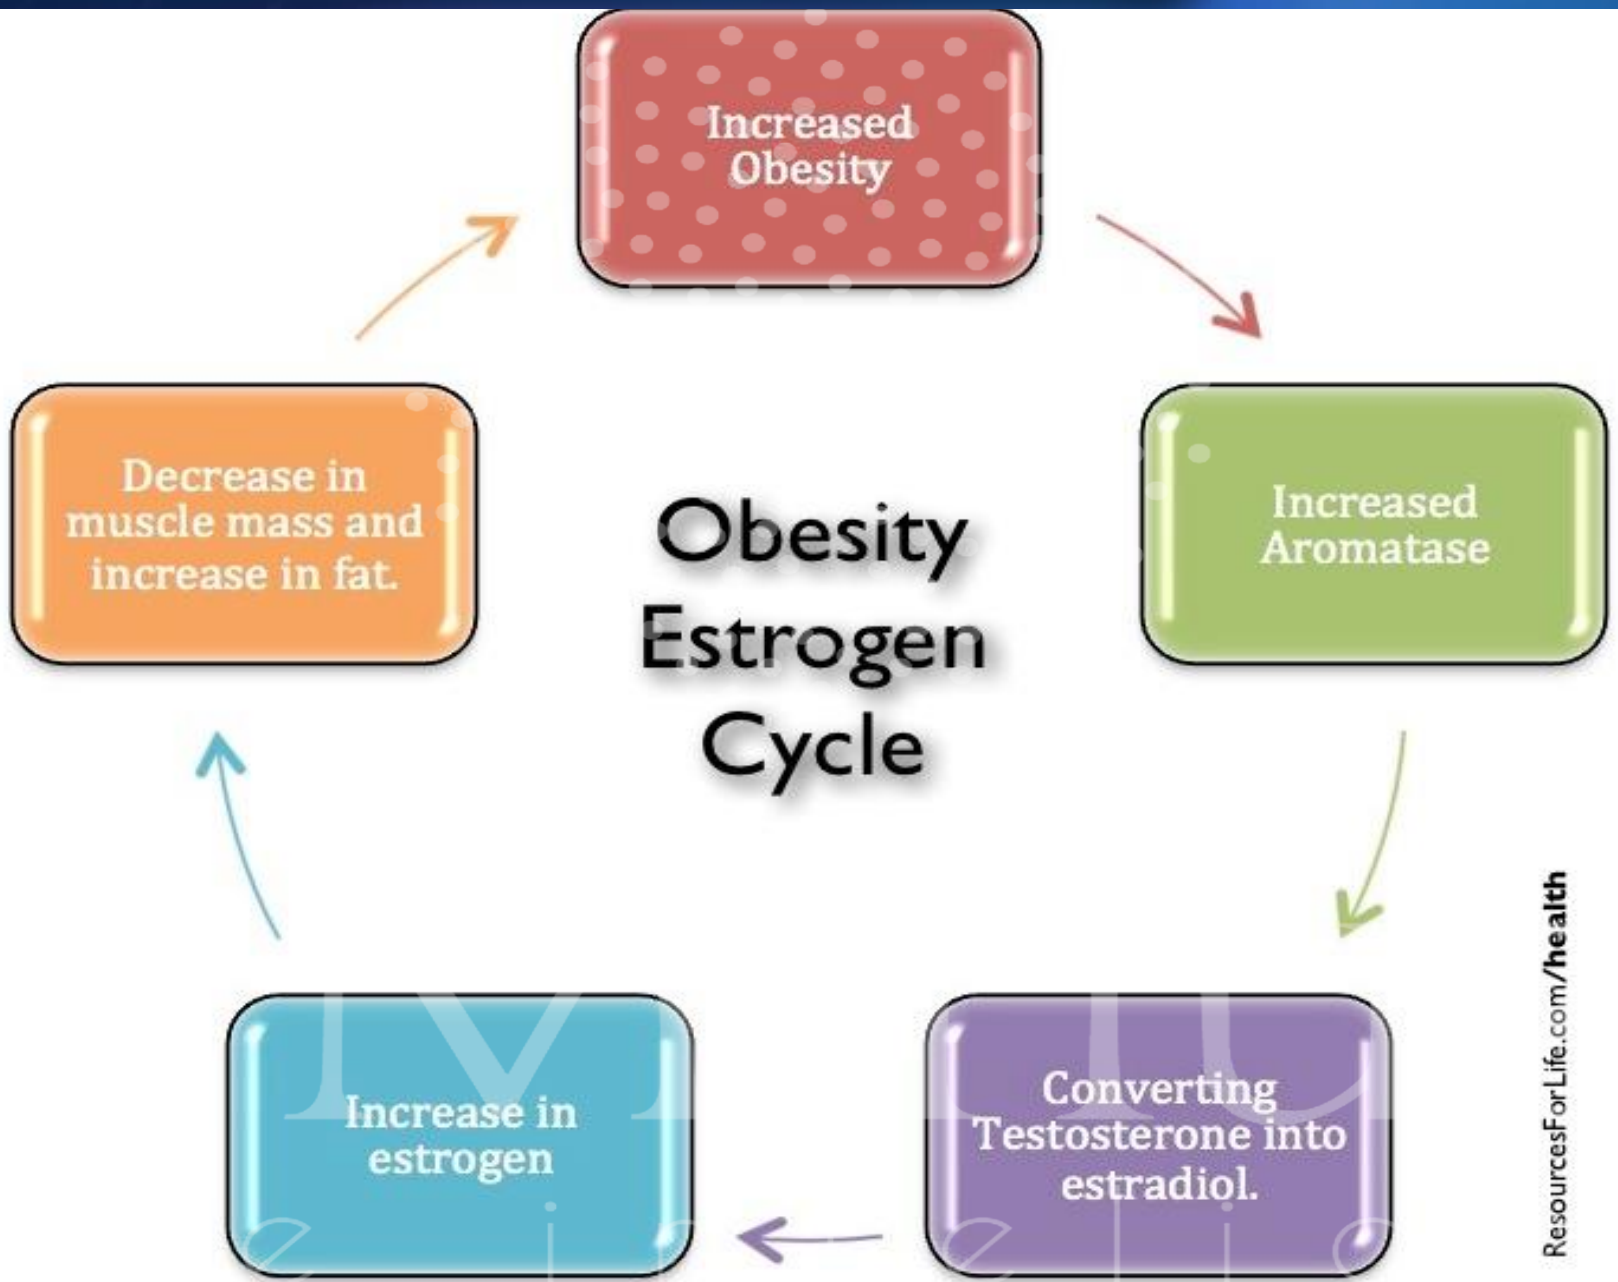 Increased
Obesity
Increased
Aromatase
Converting
Testosterone into
estradiol.
Increase in
estrogen
Decrease in
muscle mass and
increase in fat.
Obesity
Estrogen
Cycle
ResourcesForLife.com/health